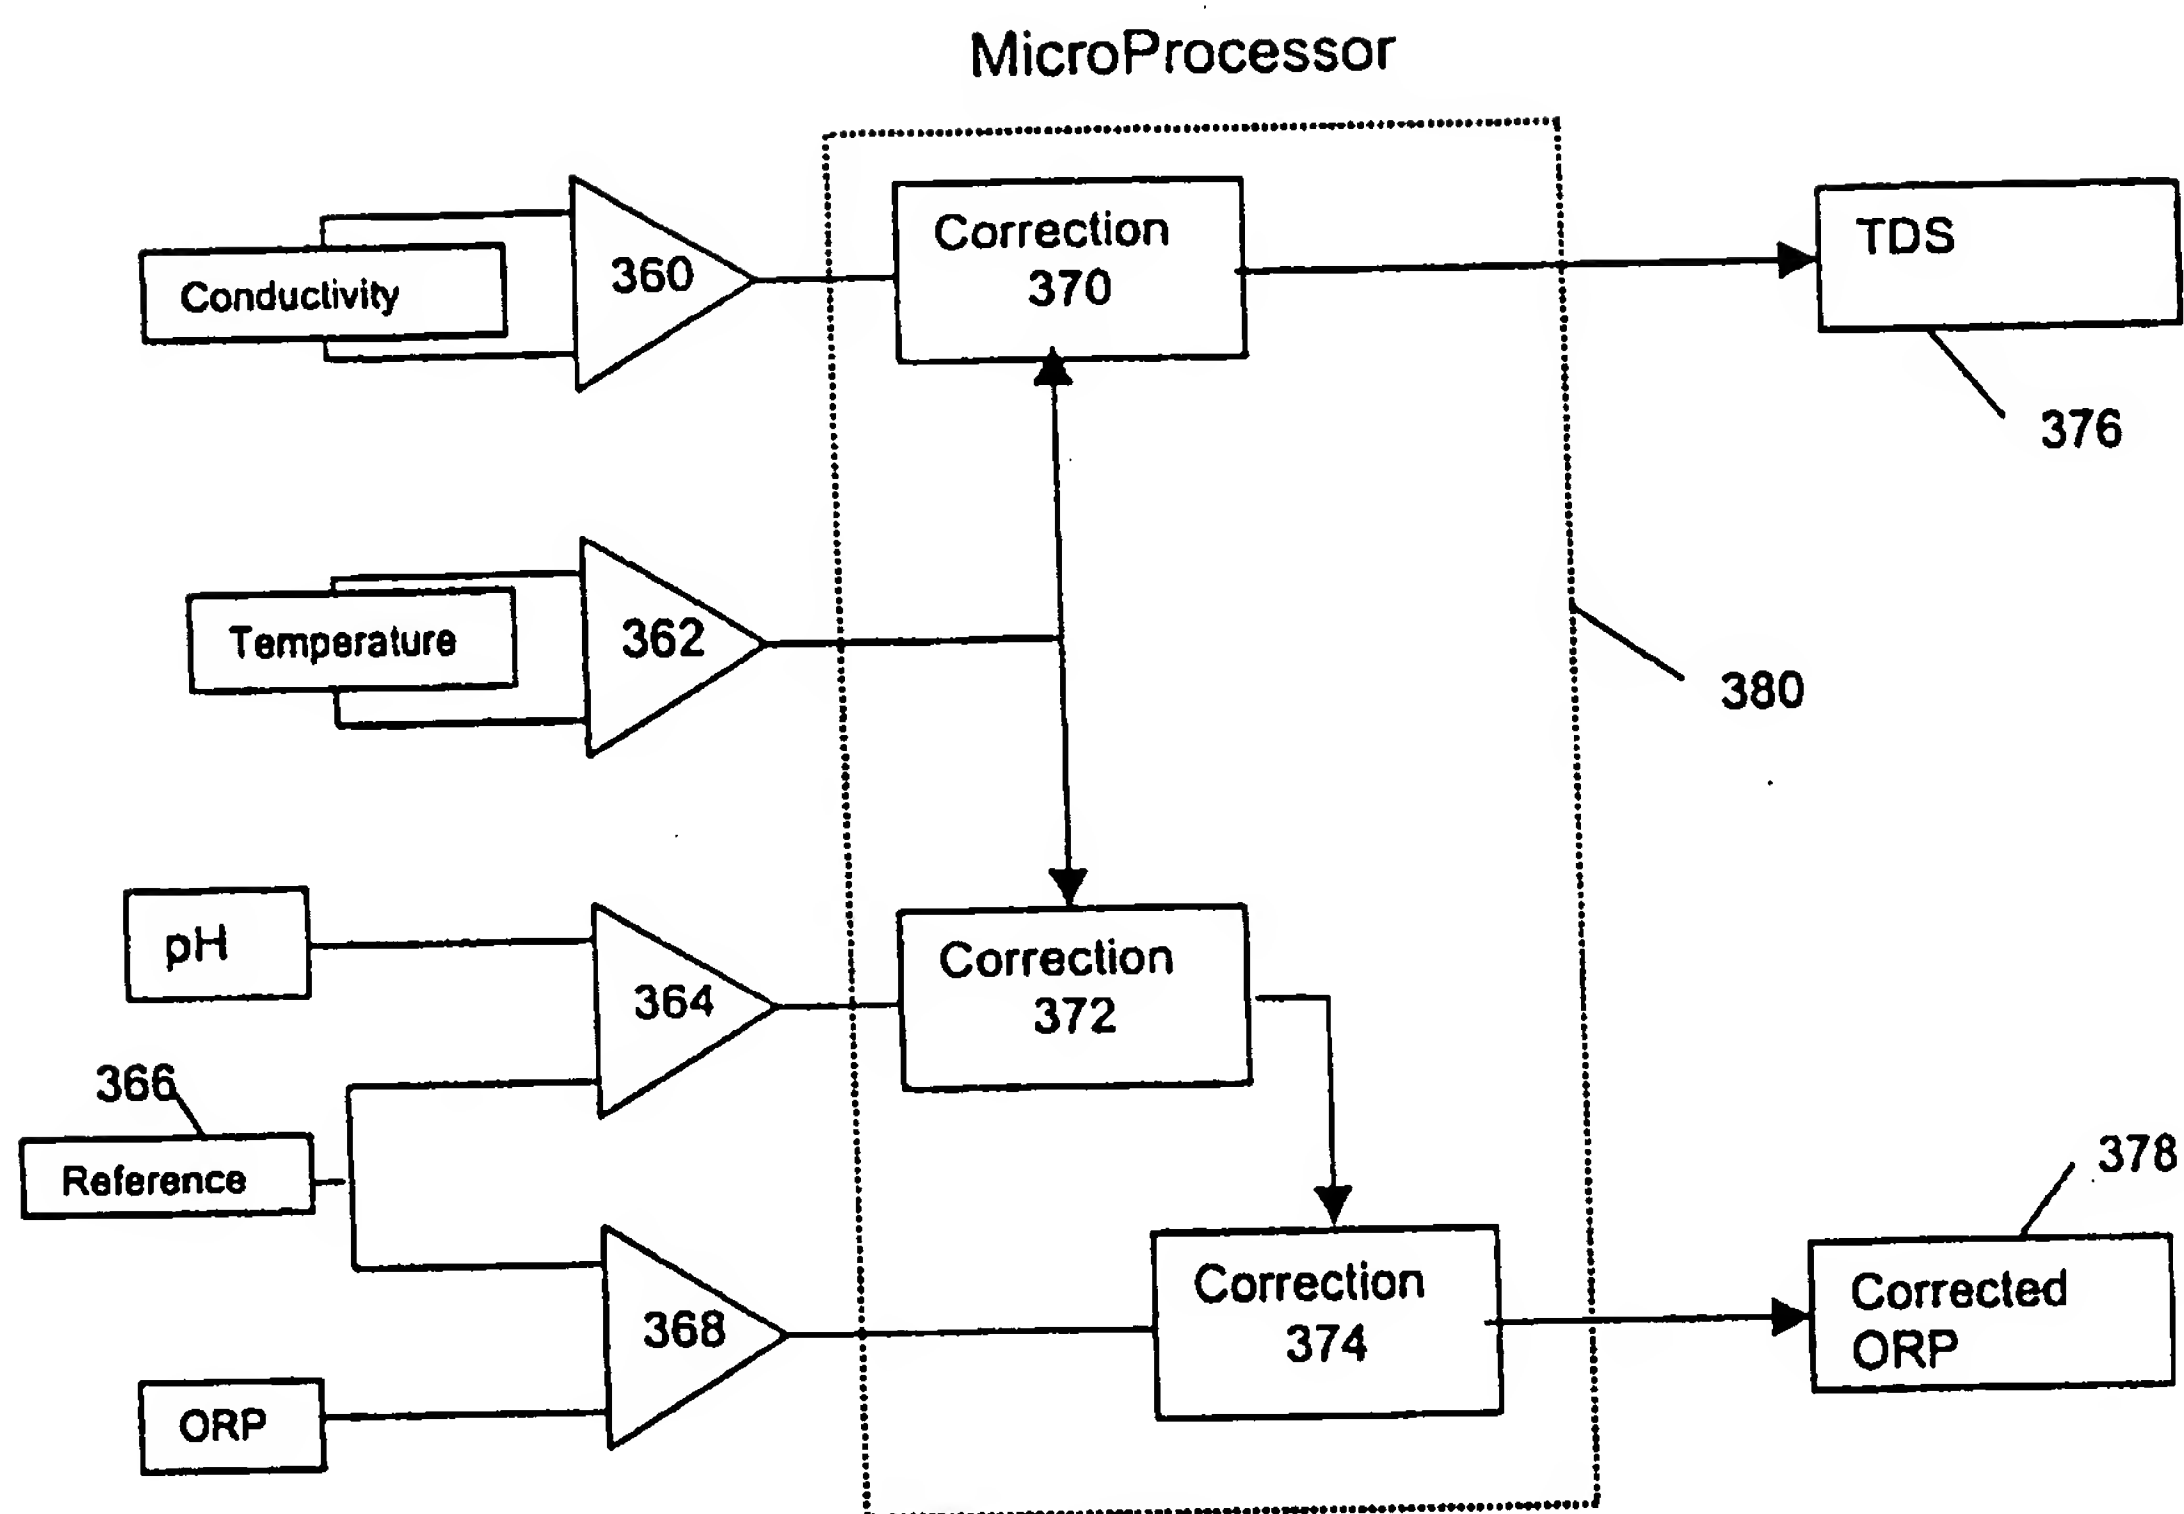 MicroProcessor
Conductivity
360
Correction
370
TDS
376
Temperature
362
380
pH
364
Correction
372
366
Reference
378
368
Correction
374
Corrected
ORP
ORP